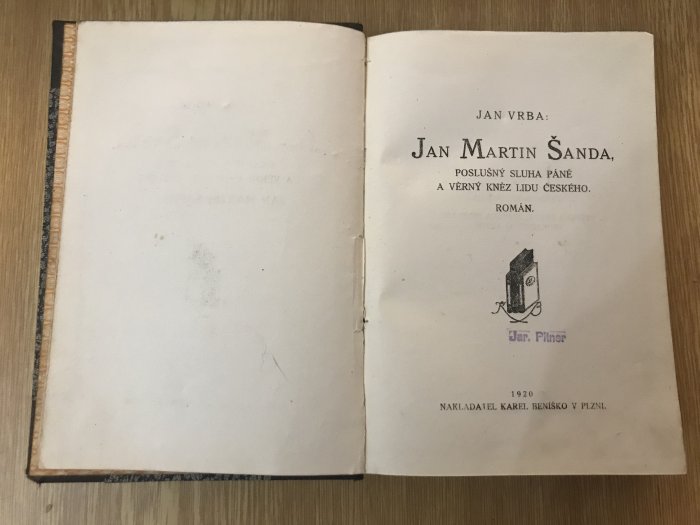 JAN VRBA:
JAN MARTIN ŠANDA,
POSLUŠNÝ SLUHA PÁNĚ
A VĚRNÝ KNĚZ LIDU ČESKÉHO.
ROMÁN.
K B
Jar. Pitner
1920
NAKLADATEL KAREL BENÍŠKO V PLZNI.